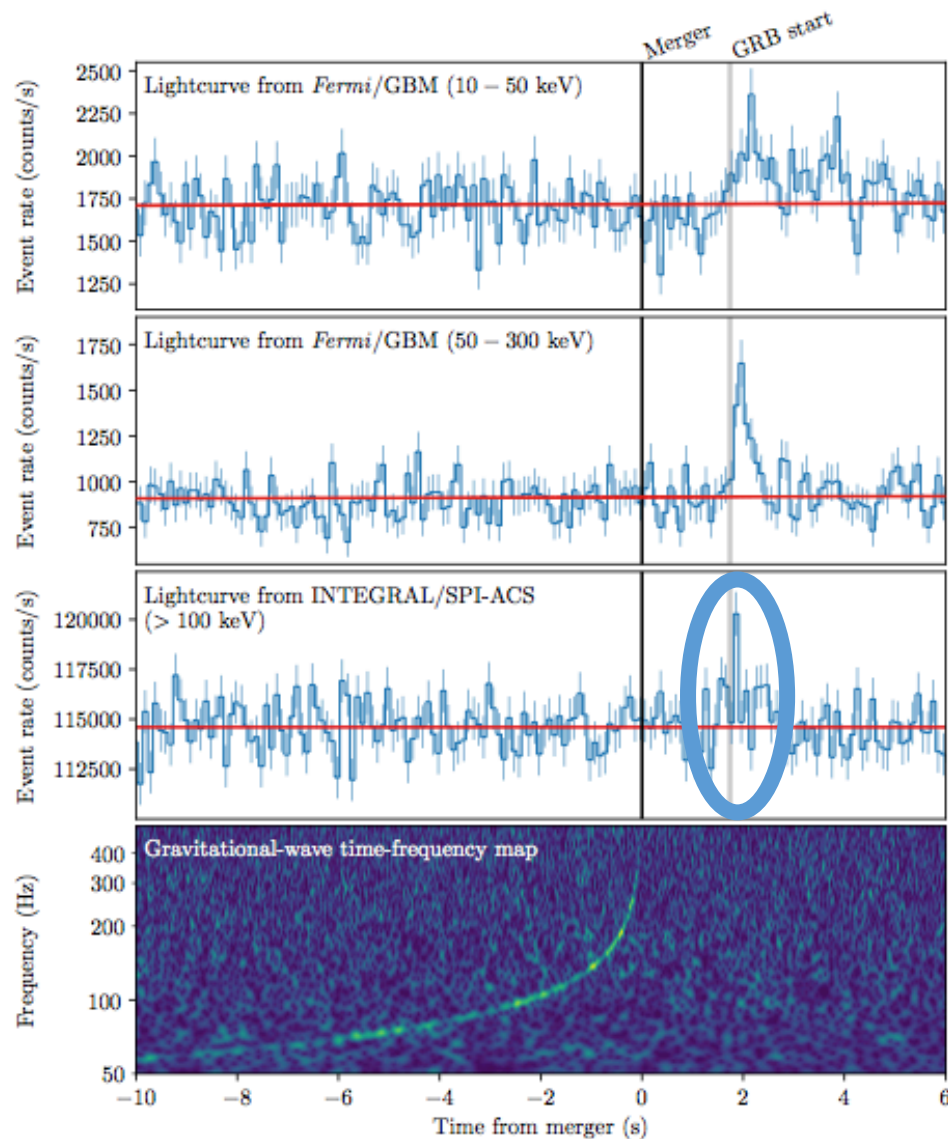 Merger
GRB start
Lightcurve from Fermi/GBM (10 − 50 keV)
Event rate (counts/s)
2500
2250
2000
1750
1500
1250
Lightcurve from Fermi/GBM (50 − 300 keV)
Event rate (counts/s)
1750
1500
1250
1000
750
Lightcurve from INTEGRAL/SPI-ACS
(> 100 keV)
Event rate (counts/s)
120000
117500
115000
112500
Gravitational-wave time-frequency map
Frequency (Hz)
400
300
200
100
50
−10 −8 −6 −4 −2 0 2 4 6
Time from merger (s)